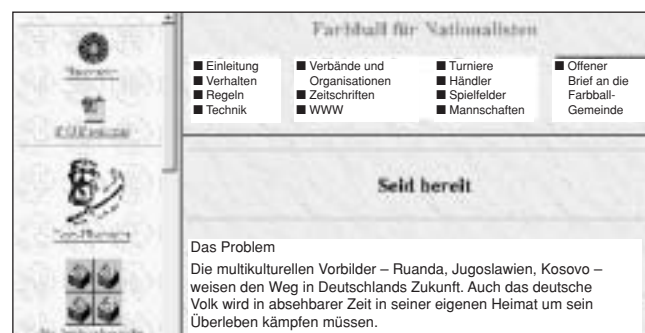 Farbball für Nationalisten
■ Einleitung
■ Verhalten
■ Regeln
■ Technik
■ Verbände und
Organisationen
■ Zeitschriften
■ WWW
■ Turniere
■ Händler
■ Spielfelder
■ Mannschaften
■ Offener
Brief an die
Farbball-
Gemeinde
Seid bereit
Das Problem
Die multikulturellen Vorbilder – Ruanda, Jugoslawien, Kosovo –
weisen den Weg in Deutschlands Zukunft. Auch das deutsche
Volk wird in absehbarer Zeit in seiner eigenen Heimat um sein
Überleben kämpfen müssen.